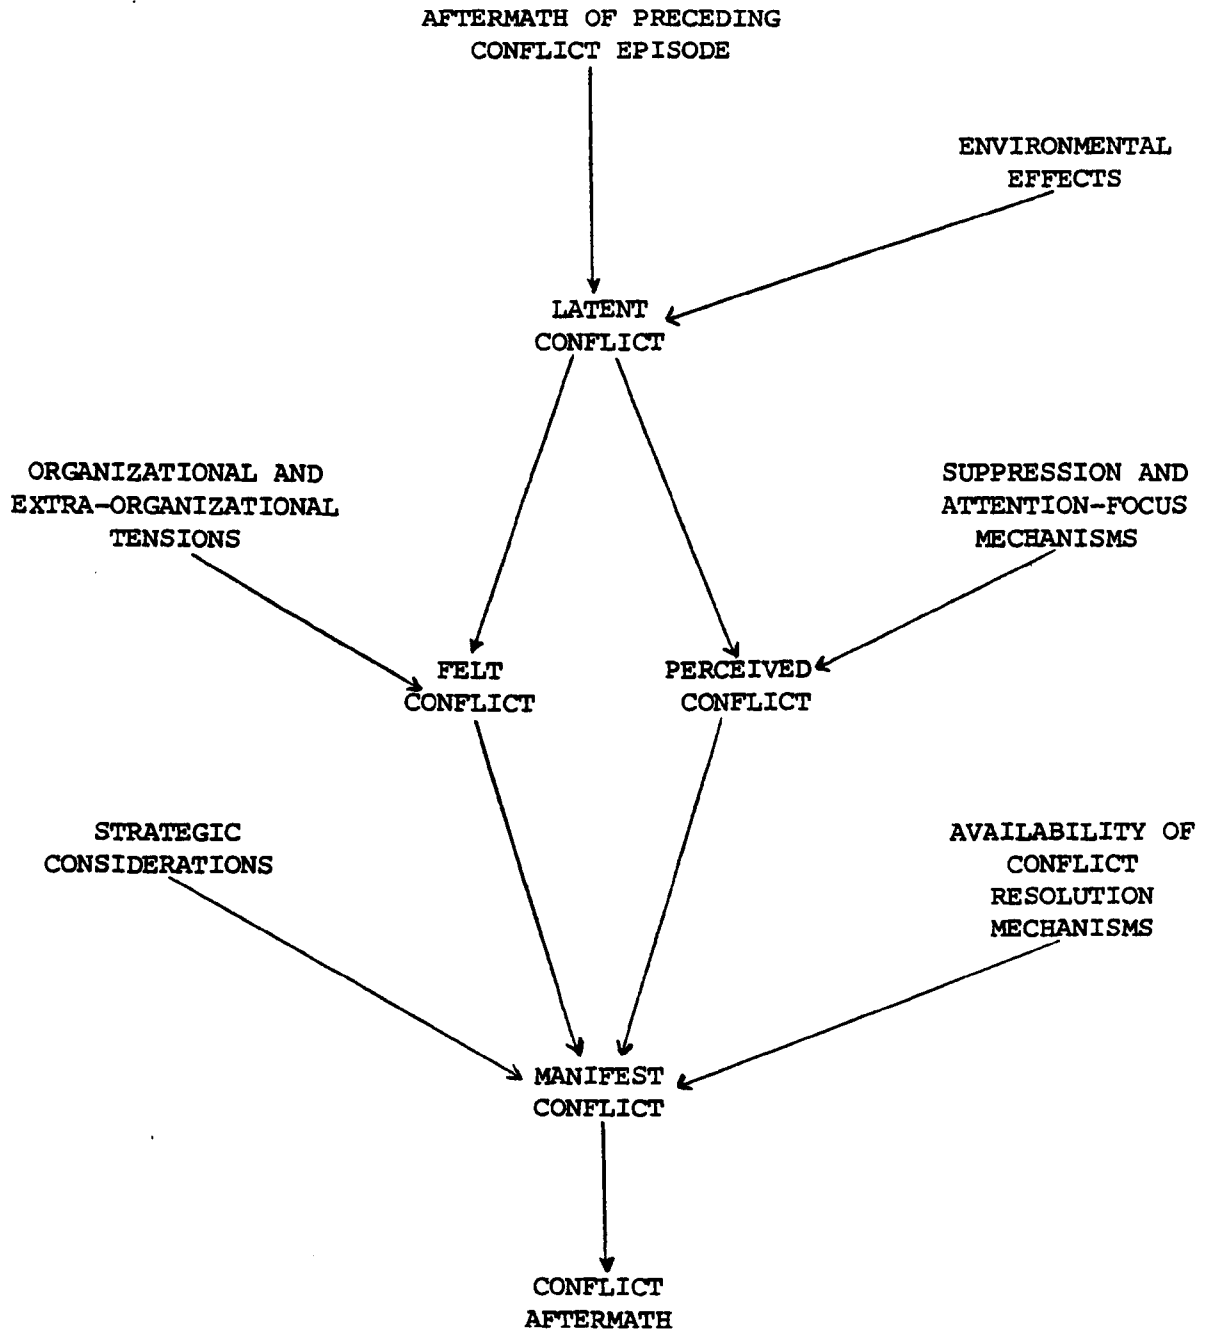 AFTERMATH OF PRECEDING
CONFLICT EPISODE
ENVIRONMENTAL
EFFECTS
LATENT
CONFLICT
ORGANIZATIONAL AND
EXTRA-ORGANIZATIONAL
TENSIONS
SUPPRESSION AND
ATTENTION-FOCUS
MECHANISMS
FELT
CONFLICT
PERCEIVED
CONFLICT
STRATEGIC
CONSIDERATIONS
AVAILABILITY OF
CONFLICT
RESOLUTION
MECHANISMS
MANIFEST
CONFLICT
CONFLICT
AFTERMATH